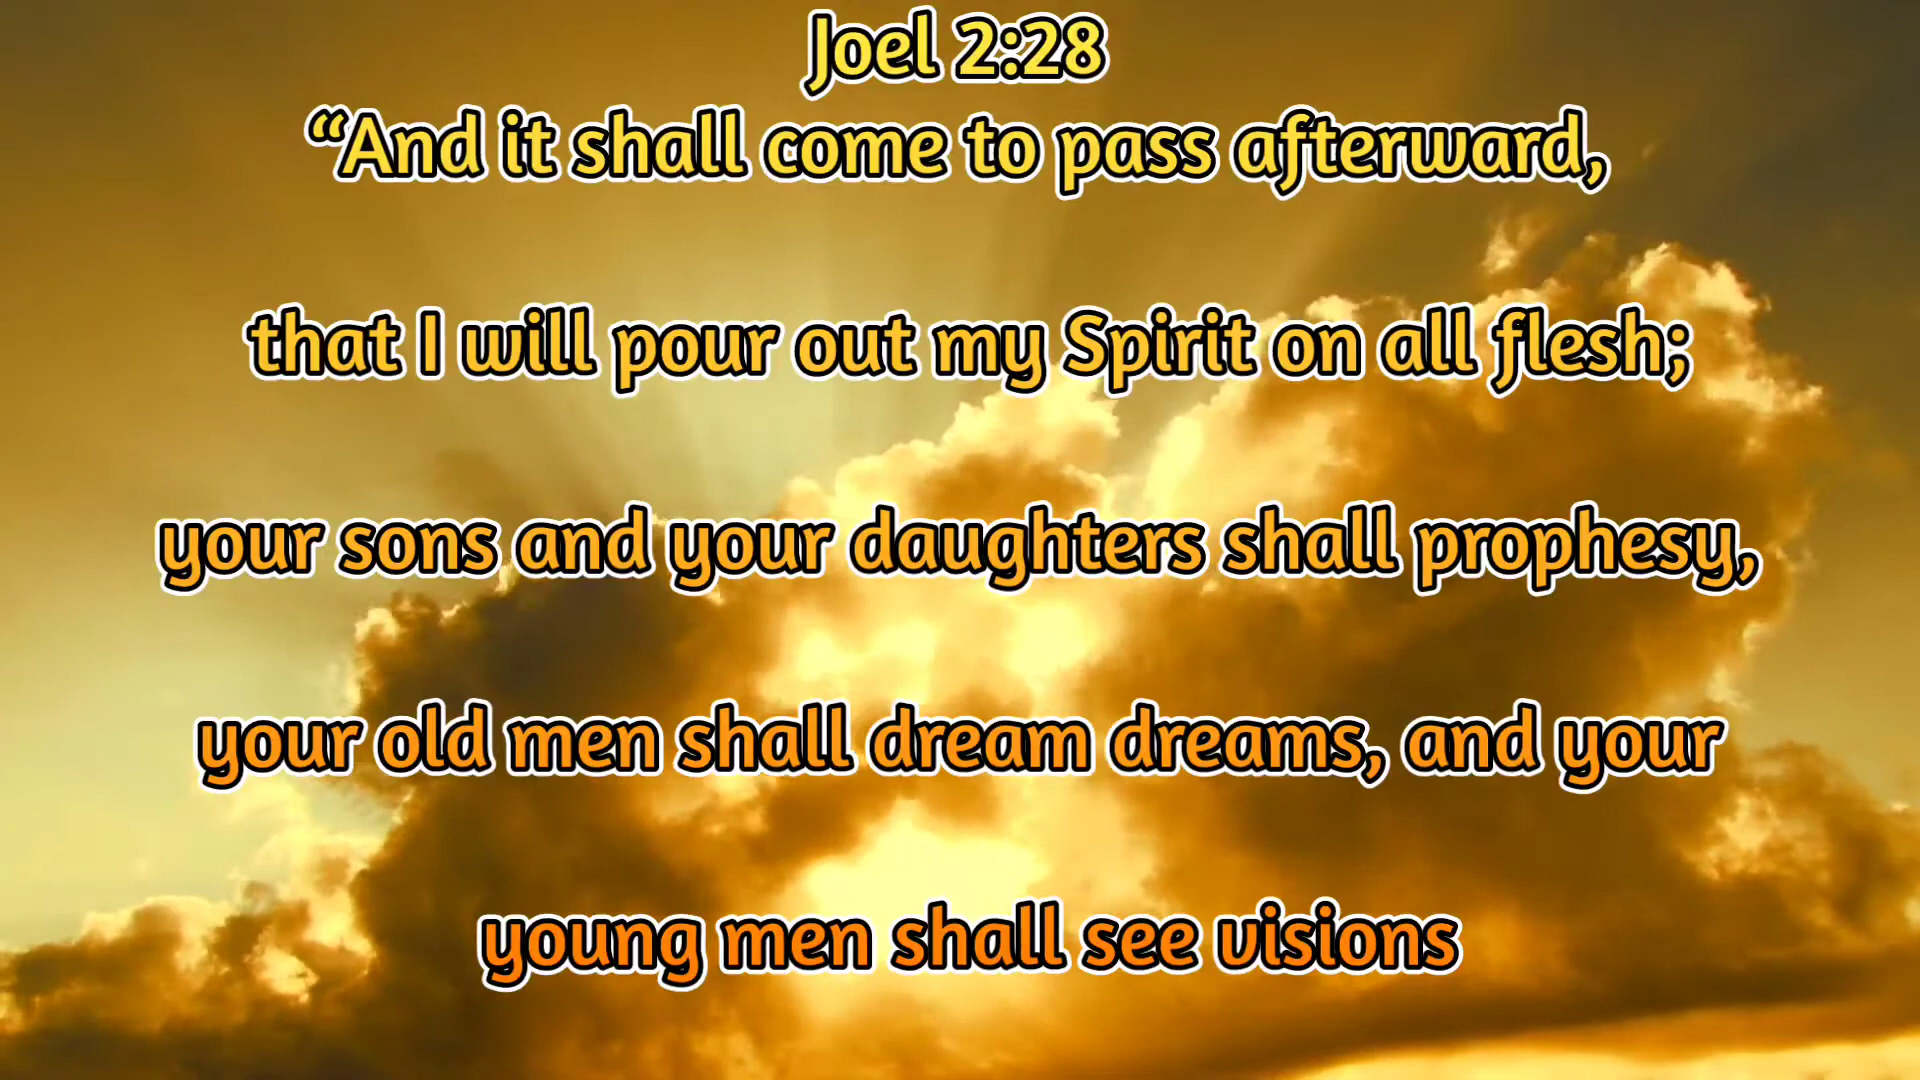 Joel 2:28
“And it shall come to pass afterward,
that I will pour out my Spirit on all flesh;
your sons and your daughters shall prophesy,
your old men shall dream dreams, and your
young men shall see visions